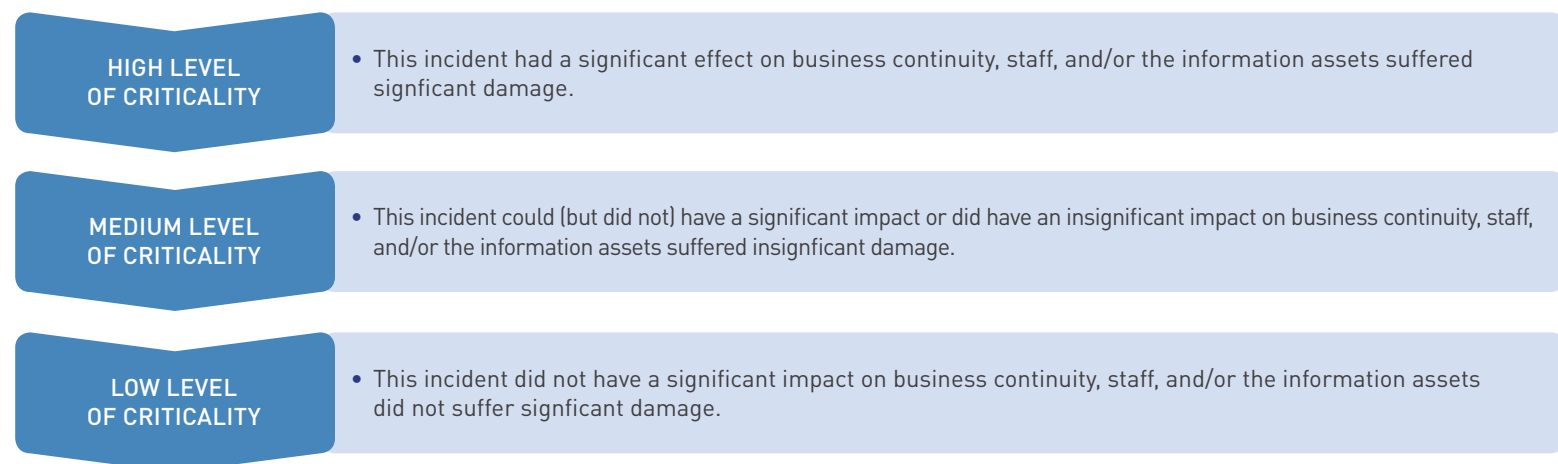 HIGH LEVEL
OF CRITICALITY
• This incident had a significant effect on business continuity, staff, and/or the information assets suffered
signficant damage.
MEDIUM LEVEL
OF CRITICALITY
• This incident could (but did not) have a significant impact or did have an insignificant impact on business continuity, staff,
and/or the information assets suffered insignficant damage.
LOW LEVEL
OF CRITICALITY
• This incident did not have a significant impact on business continuity, staff, and/or the information assets
did not suffer signficant damage.